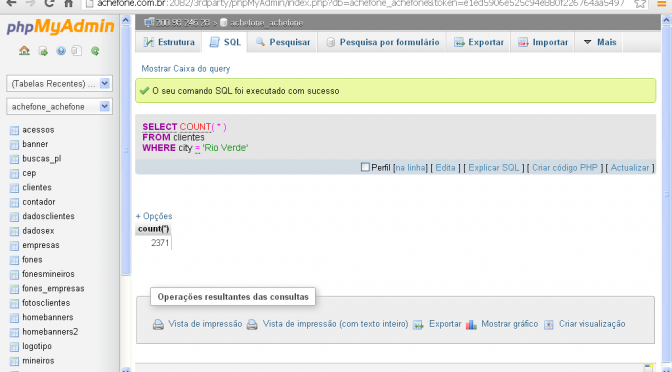 achefone.com.br:2082/3rdparty/phpMyAdmin/index.php?db=achefone_achefone&token=
phpMyAdmin
(Tabelas Recentes) ...
achefone_achefone
acessos
banner
buscas_pl
cep
clientes
contador
dadosclientes
dadosex
empresas
fones
fonesmineiros
fones_empresas
fotosclientes
homebanners
homebanners2
logotipo
mineiros
200.98.246.28 » achefone_achefone
Estrutura SQL Pesquisar Pesquisa por formulário Exportar Importar Mais
Mostrar Caixa do query
O seu comando SQL foi executado com sucesso
SELECT COUNT( * )
FROM clientes
WHERE city = 'Rio Verde'
Perfil [na linha] [ Edita ] [ Explicar SQL ] [ Criar código PHP ] [ Actualizar ]
+ Opções
count(*)
2371
Operações resultantes das consultas
Vista de impressão Vista de impressão (com texto inteiro) Exportar Mostrar gráfico Criar visualização